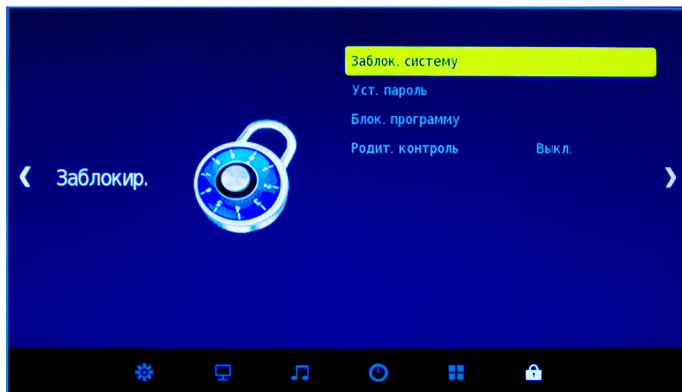 Заблок. систему
Уст. пароль
Блок. программу
Родит. контроль Выкл.
Заблокир.